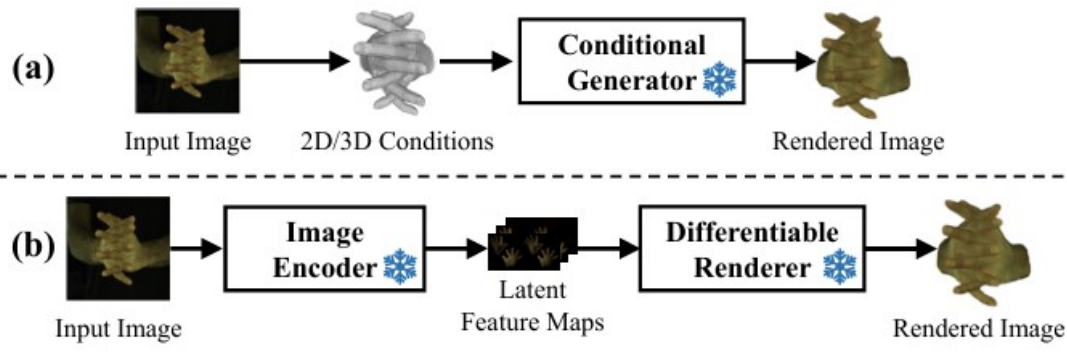 (a)
Conditional
Generator
Input Image
2D/3D Conditions
Rendered Image
(b)
Image
Encoder
Differentiable
Renderer
Latent
Feature Maps
Input Image
Rendered Image